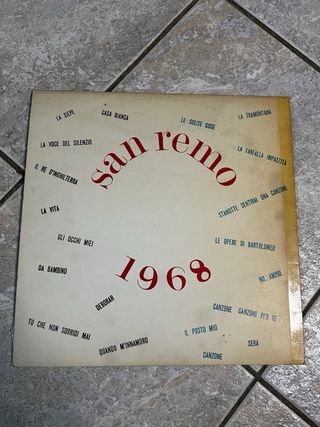 LA SIEPE
CASA BIANCA
LE SOLITE COSE
LA TRAMONTANA
LA VOCE DEL SILENZIO
san remo
LA FARFALLA IMPAZZITA
IL RE D'INGHILTERRA
STANOTTE SENTIRAI UNA CANZONE
LA VITA
GLI OCCHI MIEI
LE OPERE DI BARTOLOMEO
DA BAMBINO
1968
NO, AMORE
DEBORAH
CANZONE CANZONE PER TE
TU CHE NON SORRIDI MAI
IL POSTO MIO
QUANDO M'INNAMORO
SERA
CANZONE